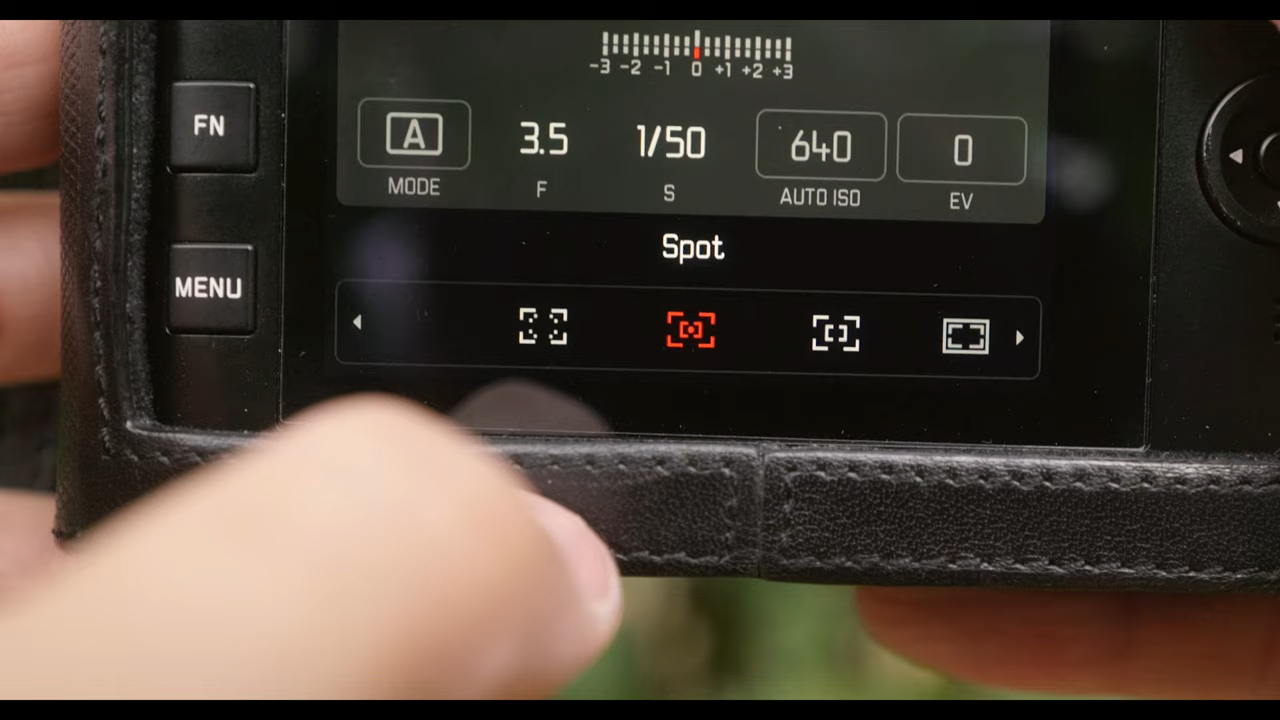 -3 -2 -1 0 +1 +2 +3
FN
A 3.5 1/50 640 0
MODE F S AUTO ISO EV
Spot
MENU